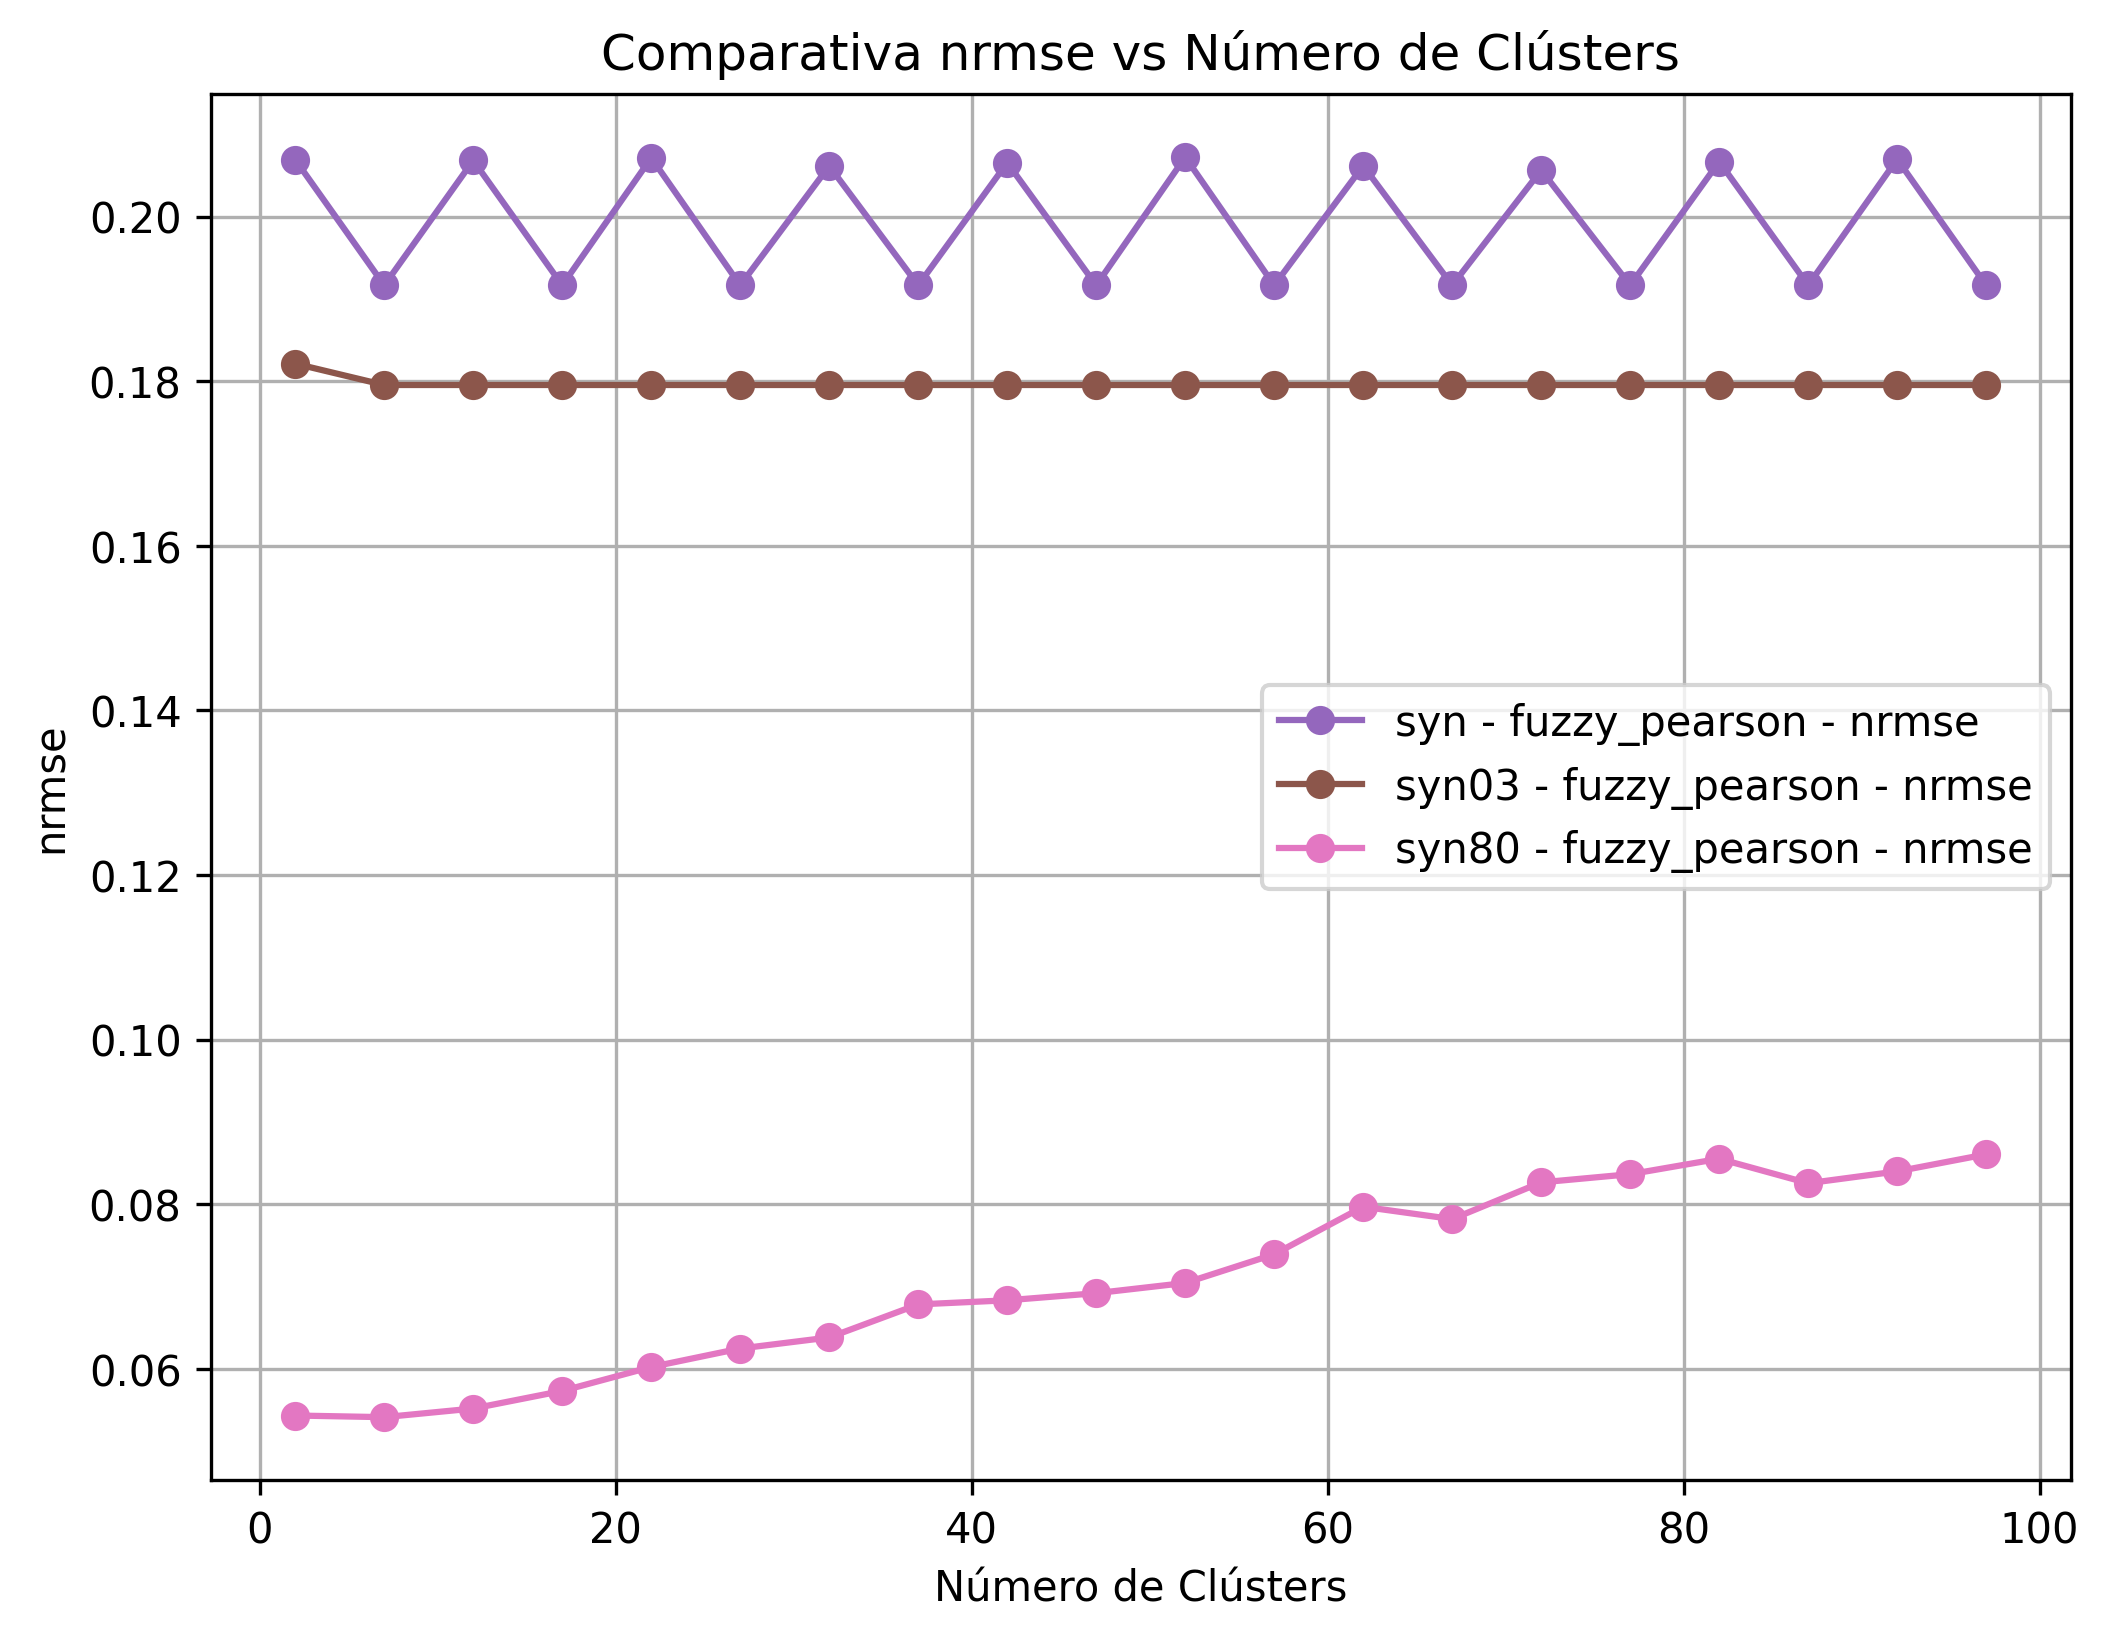 Comparativa nrmse vs Número de Clústers
0.20
0.18
0.16
0.14
0.12
0.10
0.08
0.06
nrmse
syn - fuzzy_pearson - nrmse
syn03 - fuzzy_pearson - nrmse
syn80 - fuzzy_pearson - nrmse
0 20 40 60 80 100
Número de Clústers